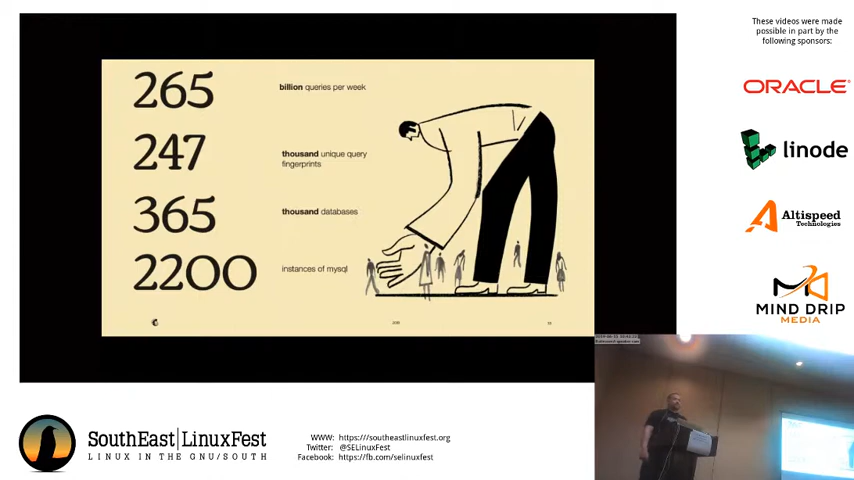 These videos were made
possible in part by the
following sponsors:
265
billion queries per week
247
thousand unique query
fingerprints
365
thousand databases
2200
instances of mysql
ORACLE
linode
Altispeed
Technologies
MIND DRIP
MEDIA
SouthEast|LinuxFest
LINUX IN THE GNU/SOUTH
WWW: https:///southeastlinuxfest.org
Twitter: @SELinuxFest
Facebook: https://fb.com/selinuxfest